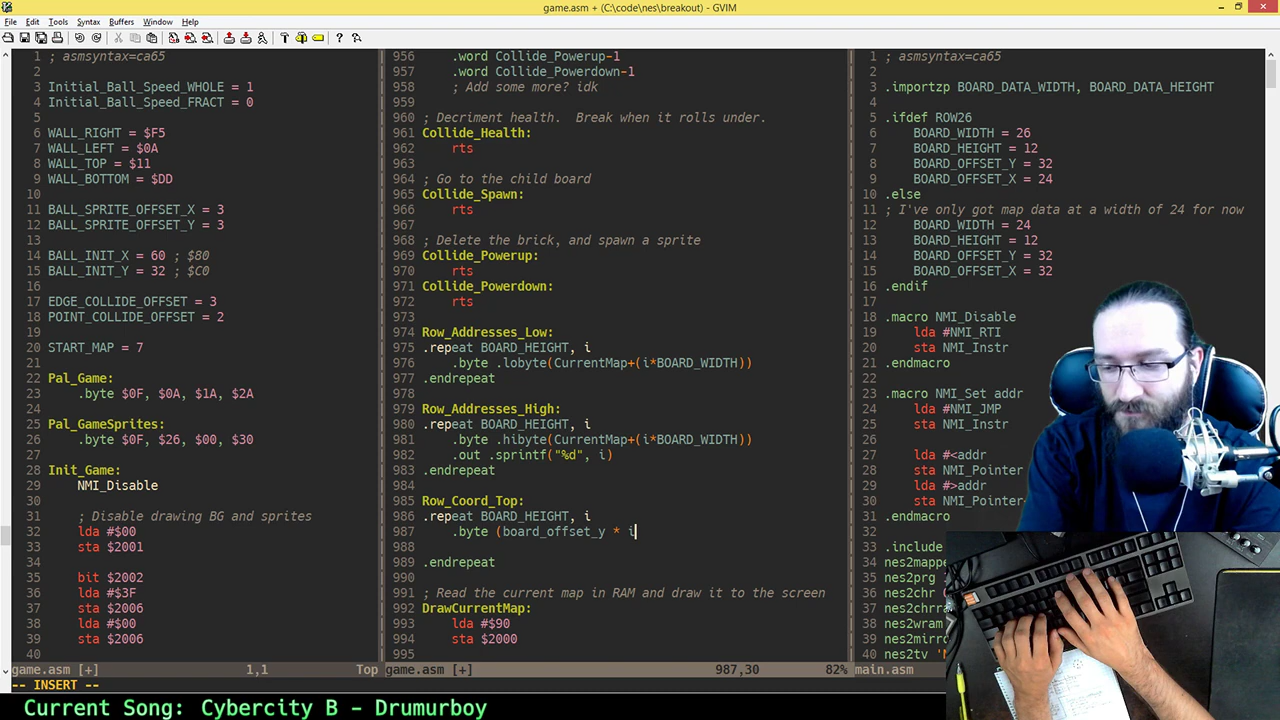 game.asm + (C:\code\nes\breakout) - GVIM
File Edit Tools Syntax Buffers Window Help
1 ; asmsyntax=ca65
2
3 Initial_Ball_Speed_WHOLE = 1
4 Initial_Ball_Speed_FRACT = 0
5
6 WALL_RIGHT = $F5
7 WALL_LEFT = $0A
8 WALL_TOP = $11
9 WALL_BOTTOM = $DD
10
11 BALL_SPRITE_OFFSET_X = 3
12 BALL_SPRITE_OFFSET_Y = 3
13
14 BALL_INIT_X = 60 ; $80
15 BALL_INIT_Y = 32 ; $C0
16
17 EDGE_COLLIDE_OFFSET = 3
18 POINT_COLLIDE_OFFSET = 2
19
20 START_MAP = 7
21
22 Pal_Game:
23 .byte $0F, $0A, $1A, $2A
24
25 Pal_GameSprites:
26 .byte $0F, $26, $00, $30
27
28 Init_Game:
29 NMI_Disable
30
31 ; Disable drawing BG and sprites
32 lda #$00
33 sta $2001
34
35 bit $2002
36 lda #$3F
37 sta $2006
38 lda #$00
39 sta $2006
40
game.asm [+] 1,1 Top
956 .word Collide_Powerup-1
957 .word Collide_Powerdown-1
958 ; Add some more? idk
959
960 ; Decriment health.  Break when it rolls under.
961 Collide_Health:
962 rts
963
964 ; Go to the child board
965 Collide_Spawn:
966 rts
967
968 ; Delete the brick, and spawn a sprite
969 Collide_Powerup:
970 rts
971 Collide_Powerdown:
972 rts
973
974 Row_Addresses_Low:
975 .repeat BOARD_HEIGHT, i
976 .byte .lobyte(CurrentMap+(i*BOARD_WIDTH))
977 .endrepeat
978
979 Row_Addresses_High:
980 .repeat BOARD_HEIGHT, i
981 .byte .hibyte(CurrentMap+(i*BOARD_WIDTH))
982 .out .sprintf("%d", i)
983 .endrepeat
984
985 Row_Coord_Top:
986 .repeat BOARD_HEIGHT, i
987 .byte (board_offset_y * i
988
989 .endrepeat
990
991 ; Read the current map in RAM and draw it to the screen
992 DrawCurrentMap:
993 lda #$90
994 sta $2000
995
game.asm [+] 987,30 82%
1 ; asmsyntax=ca65
2
3 .importzp BOARD_DATA_WIDTH, BOARD_DATA_HEIGHT
4
5 .ifdef ROW26
6 BOARD_WIDTH = 26
7 BOARD_HEIGHT = 12
8 BOARD_OFFSET_Y = 32
9 BOARD_OFFSET_X = 24
10 .else
11 ; I've only got map data at a width of 24 for now
12 BOARD_WIDTH = 24
13 BOARD_HEIGHT = 12
14 BOARD_OFFSET_Y = 32
15 BOARD_OFFSET_X = 32
16 .endif
17
18 .macro NMI_Disable
19 lda #NMI_RTI
20 sta NMI_Instr
21 .endmacro
22
23 .macro NMI_Set addr
24 lda #NMI_JMP
25 sta NMI_Instr
26
27 lda #<addr
28 sta NMI_Pointer
29 lda #>addr
30 sta NMI_Pointer
31 .endmacro
32
33 .include
34 nes2mappe
35 nes2prg
36 nes2chr
37 nes2chrra
38 nes2wram
39 nes2mirro
40 nes2tv
main.asm
-- INSERT --
Current Song: Cybercity B - Drumurboy